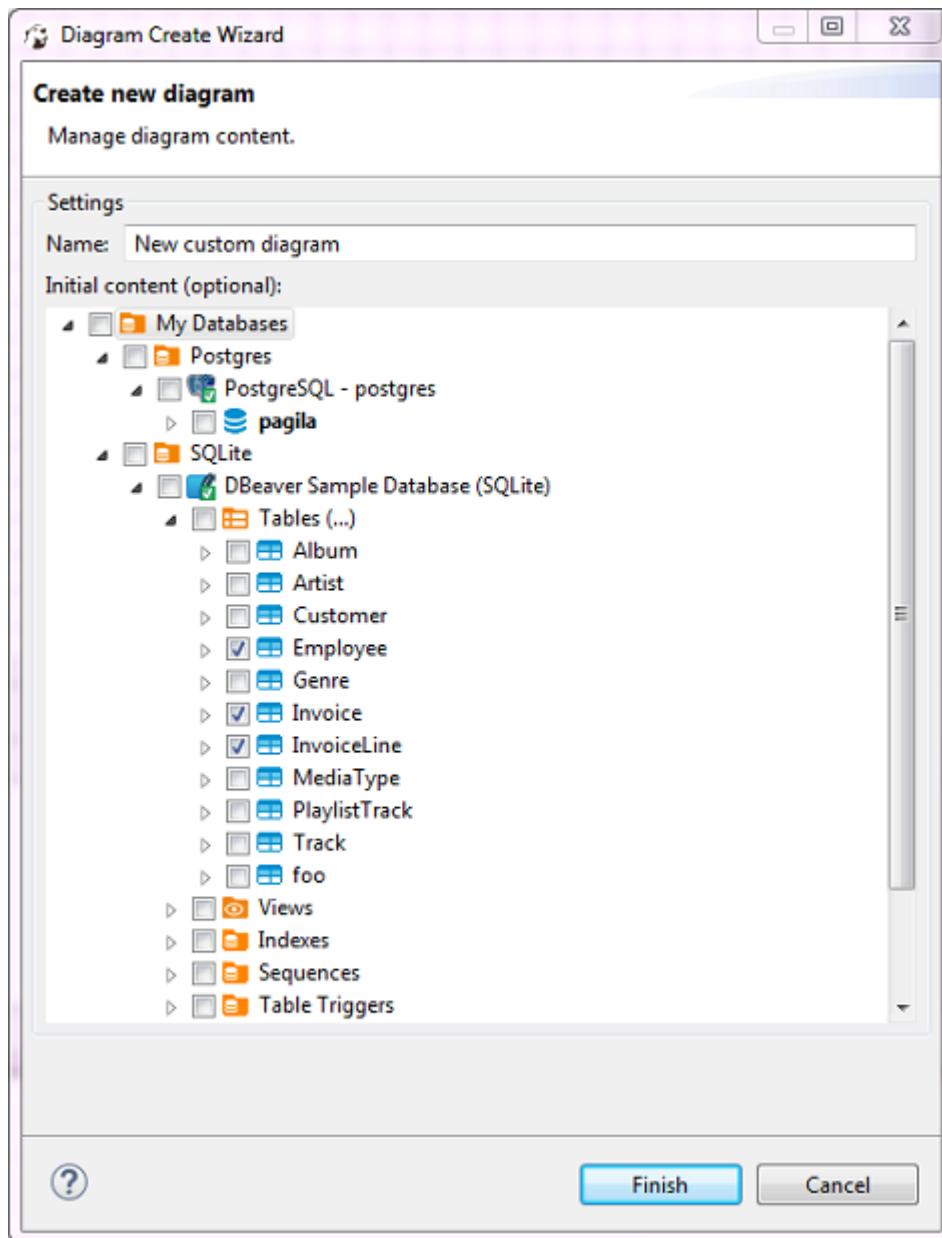 Diagram Create Wizard
Create new diagram
Manage diagram content.
Settings
Name: New custom diagram
Initial content (optional):
My Databases
Postgres
PostgreSQL - postgres
pagila
SQLite
DBeaver Sample Database (SQLite)
Tables (...)
Album
Artist
Customer
Employee
Genre
Invoice
InvoiceLine
MediaType
PlaylistTrack
Track
foo
Views
Indexes
Sequences
Table Triggers
? Finish Cancel